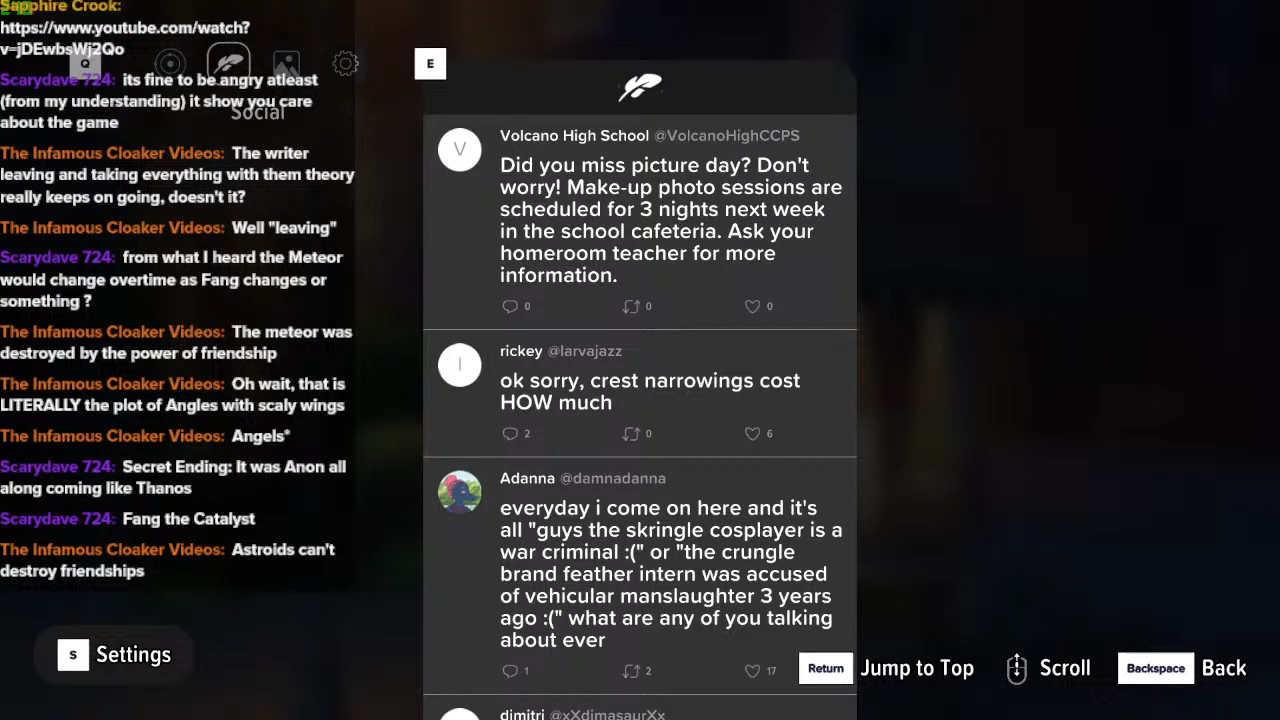 Sapphire Crook:
https://www.youtube.com/watch?
v=jDEwbsWj2Qo
Scarydave 724: its fine to be angry atleast
(from my understanding) it show you care
about the game
The Infamous Cloaker Videos: The writer
leaving and taking everything with them theory
really keeps on going, doesn't it?
The Infamous Cloaker Videos: Well "leaving"
Scarydave 724: from what I heard the Meteor
would change overtime as Fang changes or
something ?
The Infamous Cloaker Videos: The meteor was
destroyed by the power of friendship
The Infamous Cloaker Videos: Oh wait, that is
LITERALLY the plot of Angles with scaly wings
The Infamous Cloaker Videos: Angels*
Scarydave 724: Secret Ending: It was Anon all
along coming like Thanos
Scarydave 724: Fang the Catalyst
The Infamous Cloaker Videos: Astroids can't
destroy friendships
Q
Social
E
V
Volcano High School @VolcanoHighCCPS
Did you miss picture day? Don't
worry! Make-up photo sessions are
scheduled for 3 nights next week
in the school cafeteria. Ask your
homeroom teacher for more
information.
0 0 0
l
rickey @larvajazz
ok sorry, crest narrowings cost
HOW much
2 0 6
Adanna @damnadanna
everyday i come on here and it's
all "guys the skringle cosplayer is a
war criminal :(" or "the crungle
brand feather intern was accused
of vehicular manslaughter 3 years
ago :(" what are any of you talking
about ever
1 2 17
dimitri @xXdimasaurXx
S Settings
Return Jump to Top
Scroll
Backspace Back